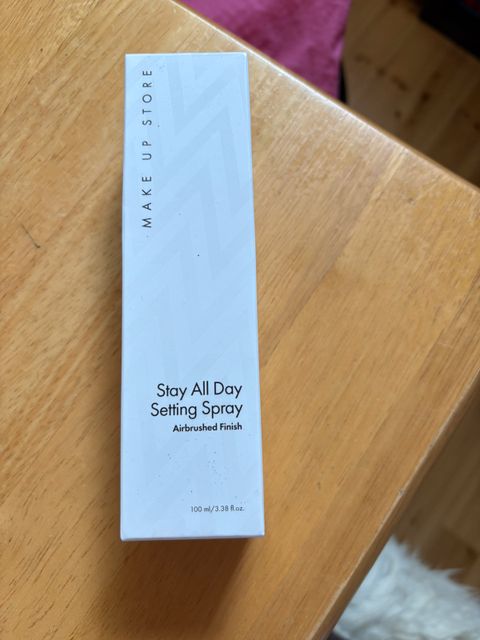 MAKE UP STORE
Stay All Day
Setting Spray
Airbrushed Finish
100 ml/3.38 fl.oz.